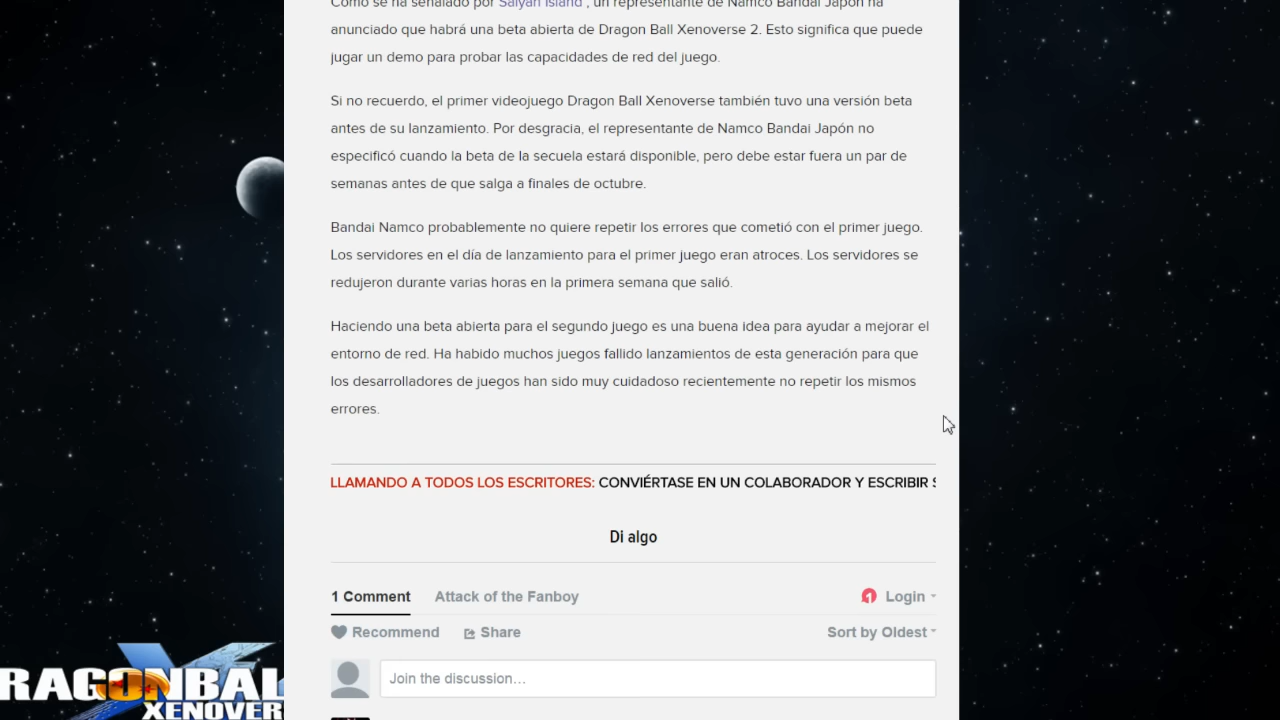 Como se ha señalado por Saiyan Island , un representante de Namco Bandai Japón ha
anunciado que habrá una beta abierta de Dragon Ball Xenoverse 2. Esto significa que puede
jugar un demo para probar las capacidades de red del juego.
Si no recuerdo, el primer videojuego Dragon Ball Xenoverse también tuvo una versión beta
antes de su lanzamiento. Por desgracia, el representante de Namco Bandai Japón no
especificó cuando la beta de la secuela estará disponible, pero debe estar fuera un par de
semanas antes de que salga a finales de octubre.
Bandai Namco probablemente no quiere repetir los errores que cometió con el primer juego.
Los servidores en el día de lanzamiento para el primer juego eran atroces. Los servidores se
redujeron durante varias horas en la primera semana que salió.
Haciendo una beta abierta para el segundo juego es una buena idea para ayudar a mejorar el
entorno de red. Ha habido muchos juegos fallido lanzamientos de esta generación para que
los desarrolladores de juegos han sido muy cuidadoso recientemente no repetir los mismos
errores.
LLAMANDO A TODOS LOS ESCRITORES: CONVIÉRTASE EN UN COLABORADOR Y ESCRIBIR
Di algo
1 Comment Attack of the Fanboy 1 Login
Recommend Share Sort by Oldest
Join the discussion…
RAGONBAL
XENOVER